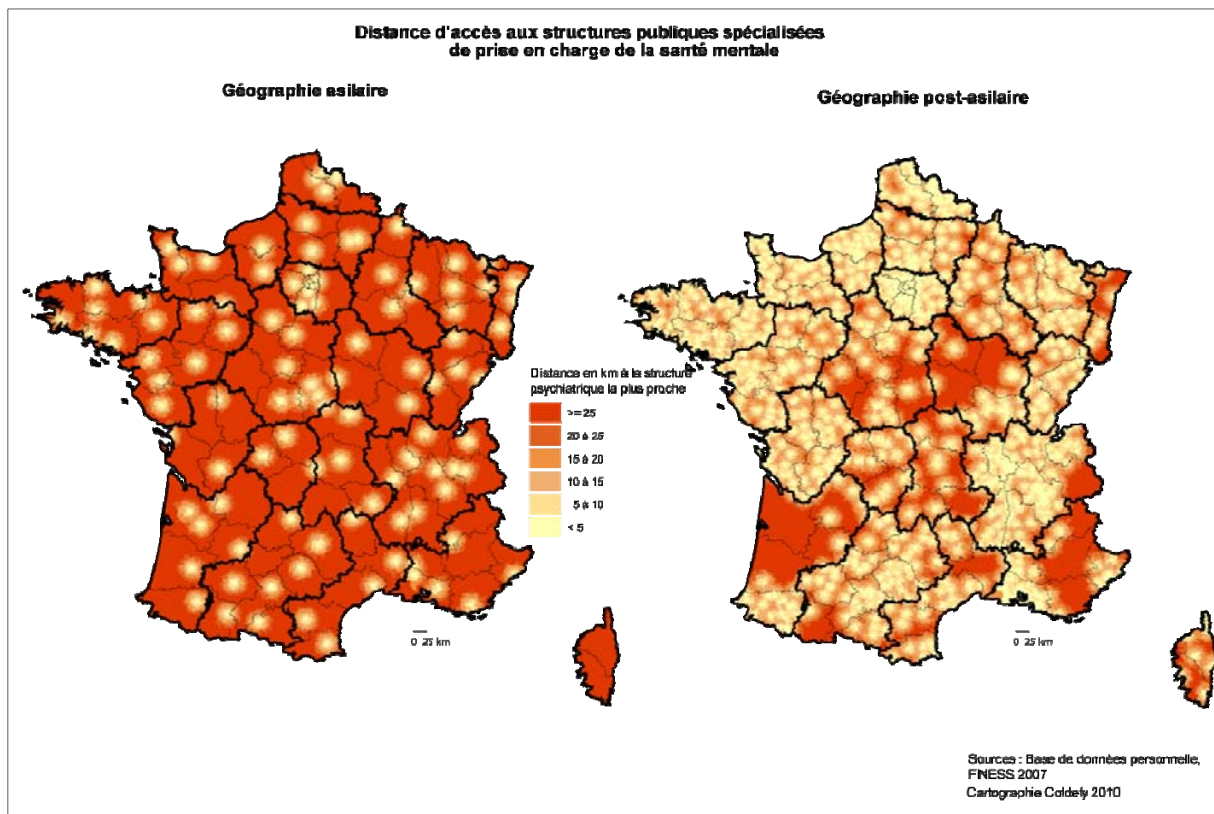 Distance d'accès aux structures publiques spécialisées
de prise en charge de la santé mentale
Géographie asilaire
Géographie post-asilaire
Distance en km à la structure
psychiatrique la plus proche
>= 25
20 à 25
15 à 20
10 à 15
5 à 10
< 5
0 25 km
0 25 km
Sources : Base de données personnelle,
FINESS 2007
Cartographie Coldefy 2010